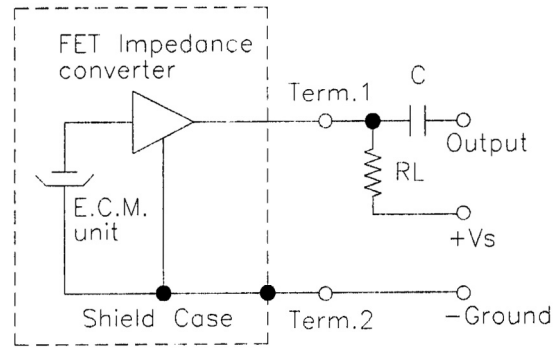 FET Impedance
converter
Term.1
C
Output
RL
E.C.M.
unit
+Vs
Shield Case
Term.2
-Ground